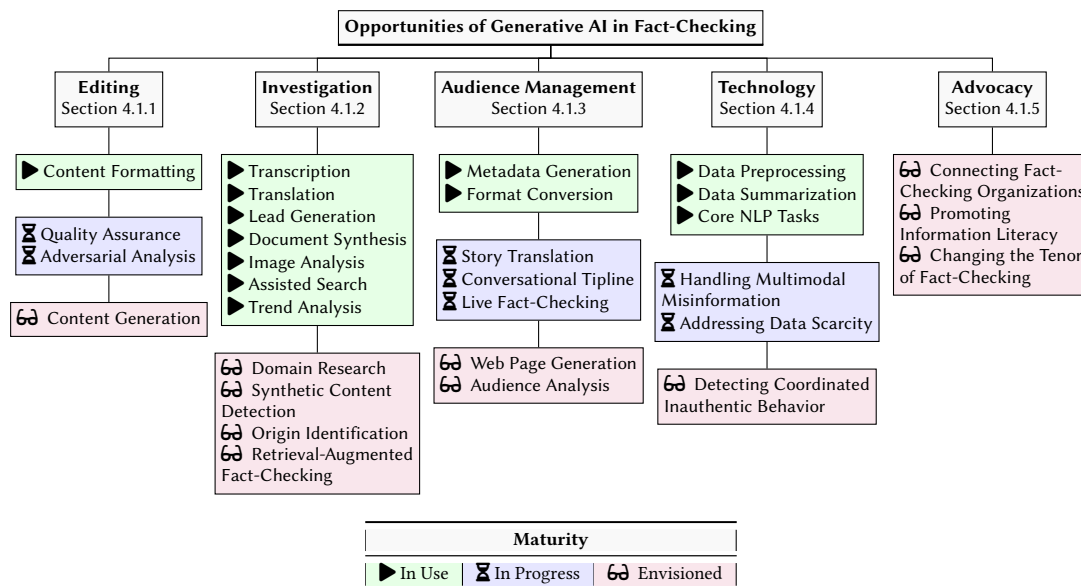 Opportunities of Generative AI in Fact-Checking
Editing
Section 4.1.1
Content Formatting
Quality Assurance
Adversarial Analysis
Content Generation
Investigation
Section 4.1.2
Transcription
Translation
Lead Generation
Document Synthesis
Image Analysis
Assisted Search
Trend Analysis
Domain Research
Synthetic Content
Detection
Origin Identification
Retrieval-Augmented
Fact-Checking
Audience Management
Section 4.1.3
Metadata Generation
Format Conversion
Story Translation
Conversational Tipline
Live Fact-Checking
Web Page Generation
Audience Analysis
Technology
Section 4.1.4
Data Preprocessing
Data Summarization
Core NLP Tasks
Handling Multimodal
Misinformation
Addressing Data Scarcity
Detecting Coordinated
Inauthentic Behavior
Advocacy
Section 4.1.5
Connecting Fact-
Checking Organizations
Promoting
Information Literacy
Changing the Tenor
of Fact-Checking
Maturity
In Use
In Progress
Envisioned